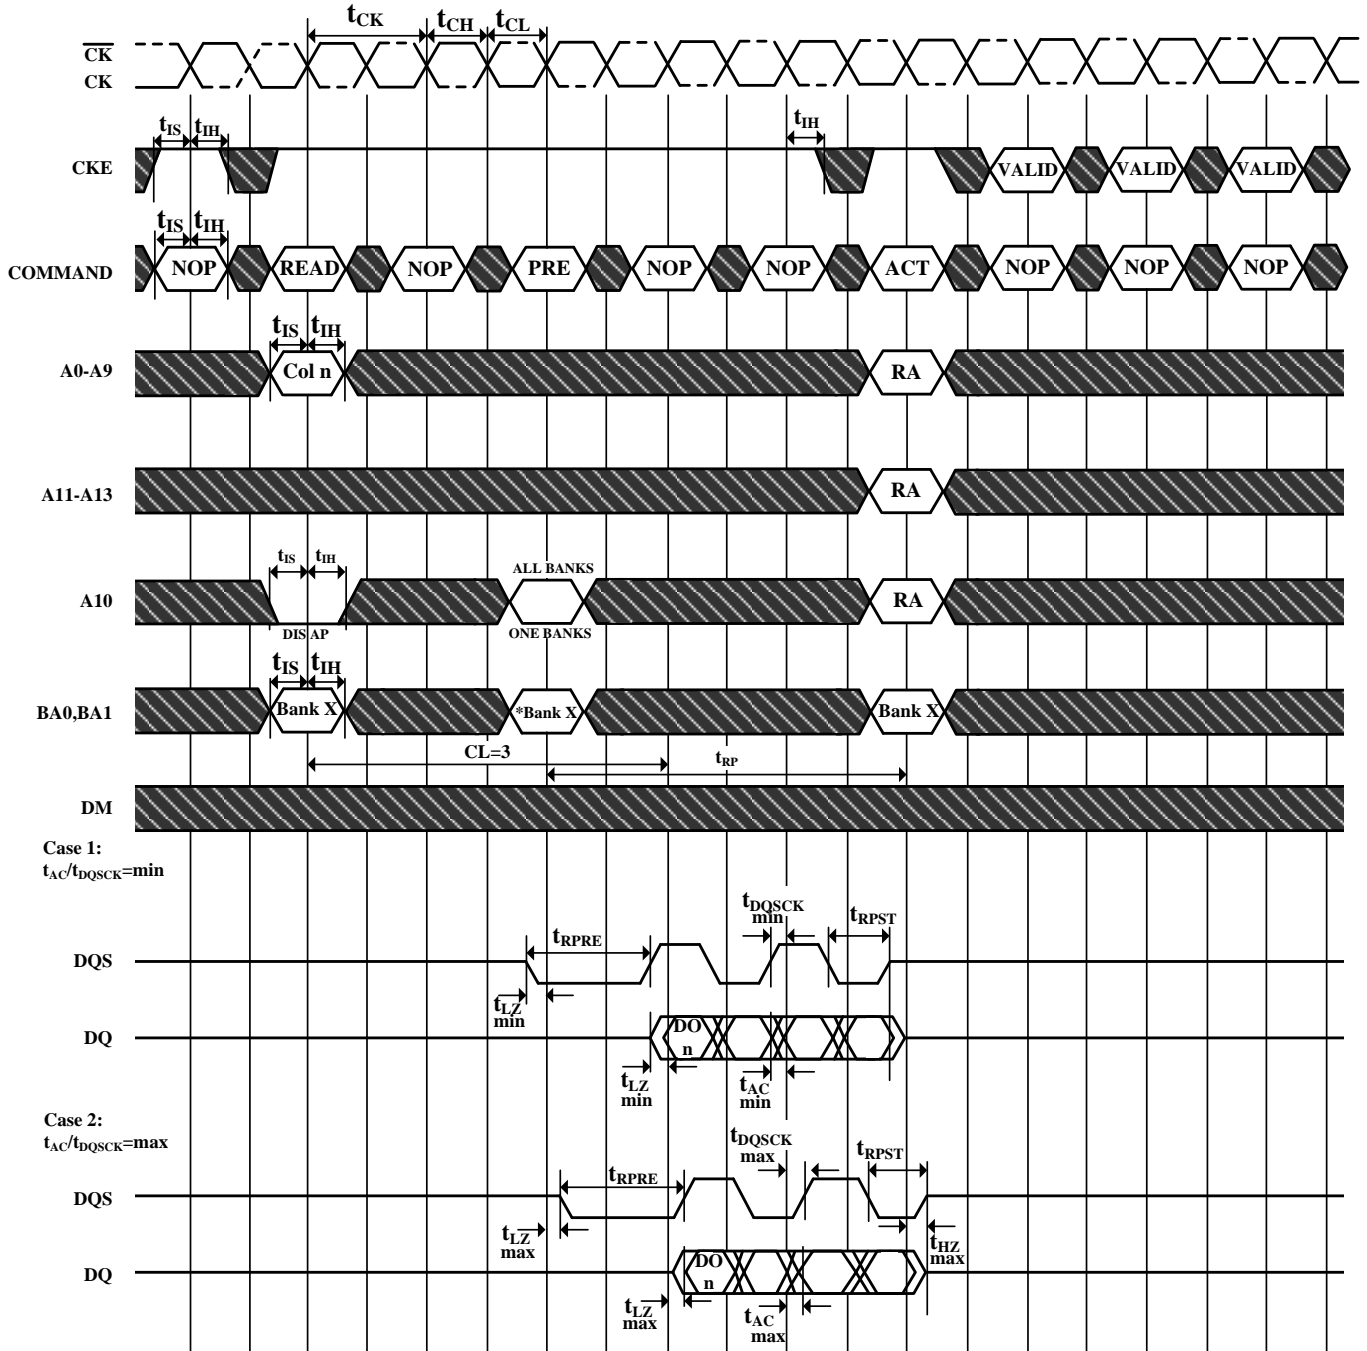 tCK tCH tCL
CK
CK
tIS tIH tIH
CKE VALID VALID VALID
tIS tIH
COMMAND NOP READ NOP PRE NOP NOP ACT NOP NOP NOP
tIS tIH
A0-A9 Col n RA
A11-A13 RA
tIS tIH ALL BANKS
A10 RA
DIS AP ONE BANKS
tIS tIH
BA0,BA1 Bank X *Bank X Bank X
CL=3 tRP
DM
Case 1:
tAC/tDQSCK=min
tDQSCK
min
tRPST
tRPRE
DQS
tLZ
min
DQ DO
n
tLZ
min
tAC
min
Case 2:
tAC/tDQSCK=max
tDQSCK
max
tRPST
tRPRE
DQS
tLZ
max
tHZ
max
DQ DO
n
tLZ
max
tAC
max